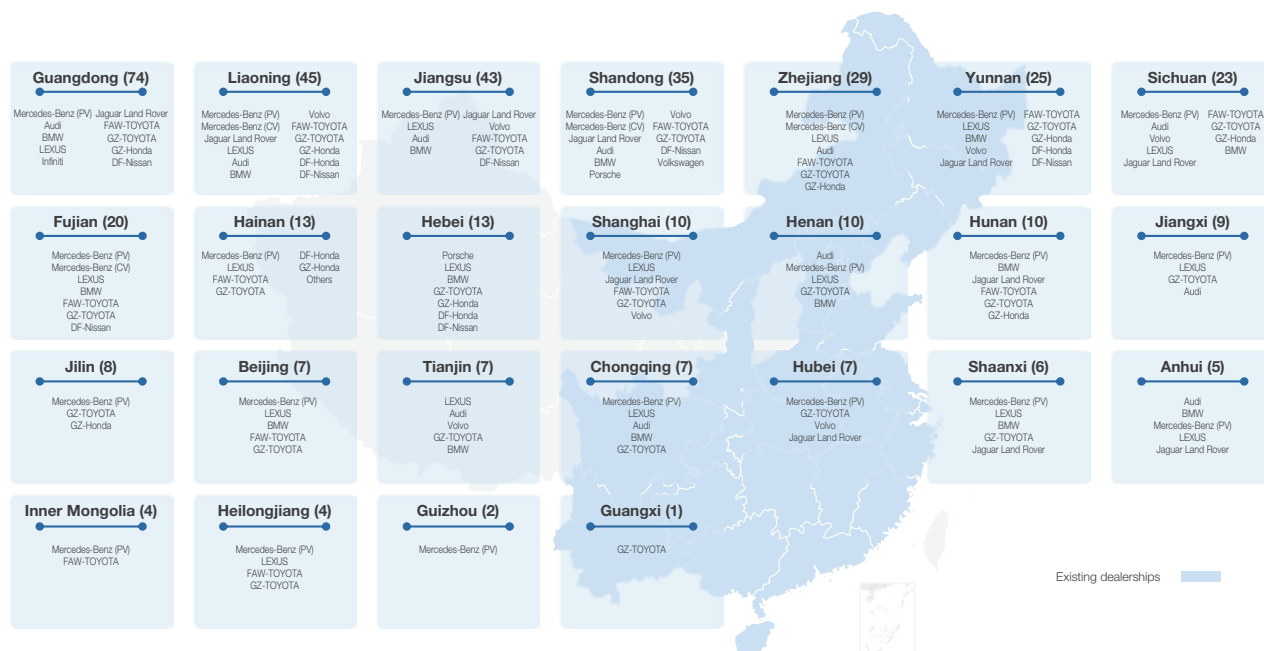 Guangdong (74)
Mercedes-Benz (PV) Jaguar Land Rover
Audi FAW-TOYOTA
BMW GZ-TOYOTA
LEXUS GZ-Honda
Infiniti DF-Nissan
Liaoning (45)
Mercedes-Benz (PV) Volvo
Mercedes-Benz (CV) FAW-TOYOTA
Jaguar Land Rover GZ-TOYOTA
LEXUS GZ-Honda
Audi DF-Honda
BMW DF-Nissan
Jiangsu (43)
Mercedes-Benz (PV) Jaguar Land Rover
LEXUS Volvo
Audi FAW-TOYOTA
BMW GZ-TOYOTA
DF-Nissan
Shandong (35)
Mercedes-Benz (PV) Volvo
Mercedes-Benz (CV) FAW-TOYOTA
Jaguar Land Rover GZ-TOYOTA
Audi DF-Nissan
BMW Volkswagen
Porsche
Zhejiang (29)
Mercedes-Benz (PV)
Mercedes-Benz (CV)
LEXUS
Audi
FAW-TOYOTA
GZ-TOYOTA
GZ-Honda
Yunnan (25)
Mercedes-Benz (PV) FAW-TOYOTA
LEXUS GZ-TOYOTA
BMW GZ-Honda
Volvo DF-Honda
Jaguar Land Rover DF-Nissan
Sichuan (23)
Mercedes-Benz (PV) FAW-TOYOTA
Audi GZ-TOYOTA
Volvo GZ-Honda
LEXUS BMW
Jaguar Land Rover
Fujian (20)
Mercedes-Benz (PV)
Mercedes-Benz (CV)
LEXUS
BMW
FAW-TOYOTA
GZ-TOYOTA
DF-Nissan
Hainan (13)
Mercedes-Benz (PV) DF-Honda
LEXUS GZ-Honda
FAW-TOYOTA Others
GZ-TOYOTA
Hebei (13)
Porsche
LEXUS
BMW
GZ-TOYOTA
GZ-Honda
DF-Honda
DF-Nissan
Shanghai (10)
Mercedes-Benz (PV)
LEXUS
Jaguar Land Rover
FAW-TOYOTA
GZ-TOYOTA
Volvo
Henan (10)
Audi
Mercedes-Benz (PV)
LEXUS
GZ-TOYOTA
BMW
Hunan (10)
Mercedes-Benz (PV)
BMW
Jaguar Land Rover
FAW-TOYOTA
GZ-TOYOTA
GZ-Honda
Jiangxi (9)
Mercedes-Benz (PV)
LEXUS
GZ-TOYOTA
Audi
Jilin (8)
Mercedes-Benz (PV)
GZ-TOYOTA
GZ-Honda
Beijing (7)
Mercedes-Benz (PV)
LEXUS
BMW
FAW-TOYOTA
GZ-TOYOTA
Tianjin (7)
LEXUS
Audi
Volvo
GZ-TOYOTA
BMW
Chongqing (7)
Mercedes-Benz (PV)
LEXUS
Audi
BMW
GZ-TOYOTA
Hubei (7)
Mercedes-Benz (PV)
GZ-TOYOTA
Volvo
Jaguar Land Rover
Shaanxi (6)
Mercedes-Benz (PV)
LEXUS
BMW
GZ-TOYOTA
Jaguar Land Rover
Anhui (5)
Audi
BMW
Mercedes-Benz (PV)
LEXUS
Jaguar Land Rover
Inner Mongolia (4)
Mercedes-Benz (PV)
FAW-TOYOTA
Heilongjiang (4)
Mercedes-Benz (PV)
LEXUS
FAW-TOYOTA
GZ-TOYOTA
Guizhou (2)
Mercedes-Benz (PV)
Guangxi (1)
GZ-TOYOTA
Existing dealerships